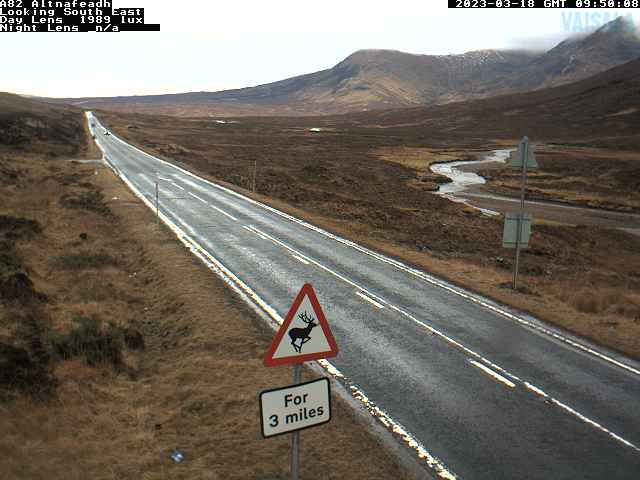 A82 Altnafeadh
Looking South East
Day Lens 1989 lux
Night Lens n/a
2023-03-18 GMT 09:50:08
VAISALA
For
3 miles